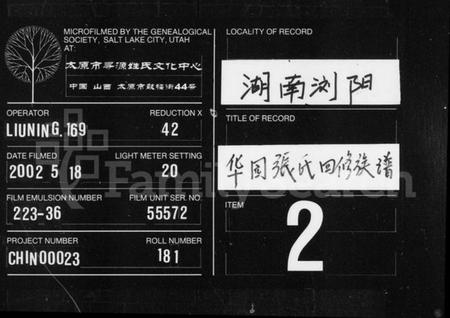 MICROFILMED BY THE GENEALOGICAL
SOCIETY, SALT LAKE CITY, UTAH
AT:
太原市寻源姓氏文化中心
中国 山西 太原市敦化街44号
OPERATOR REDUCTION X
LIUNING.169 42
DATE FILMED LIGHT METER SETTING
2002 5 18 20
FILM EMULSION NUMBER FILM UNIT SER. NO.
223-36 55572
PROJECT NUMBER ROLL NUMBER
CHIN00023 181
LOCALITY OF RECORD
湖南浏阳
TITLE OF RECORD
华园張氏四修族譜
ITEM
2
FamilySearch